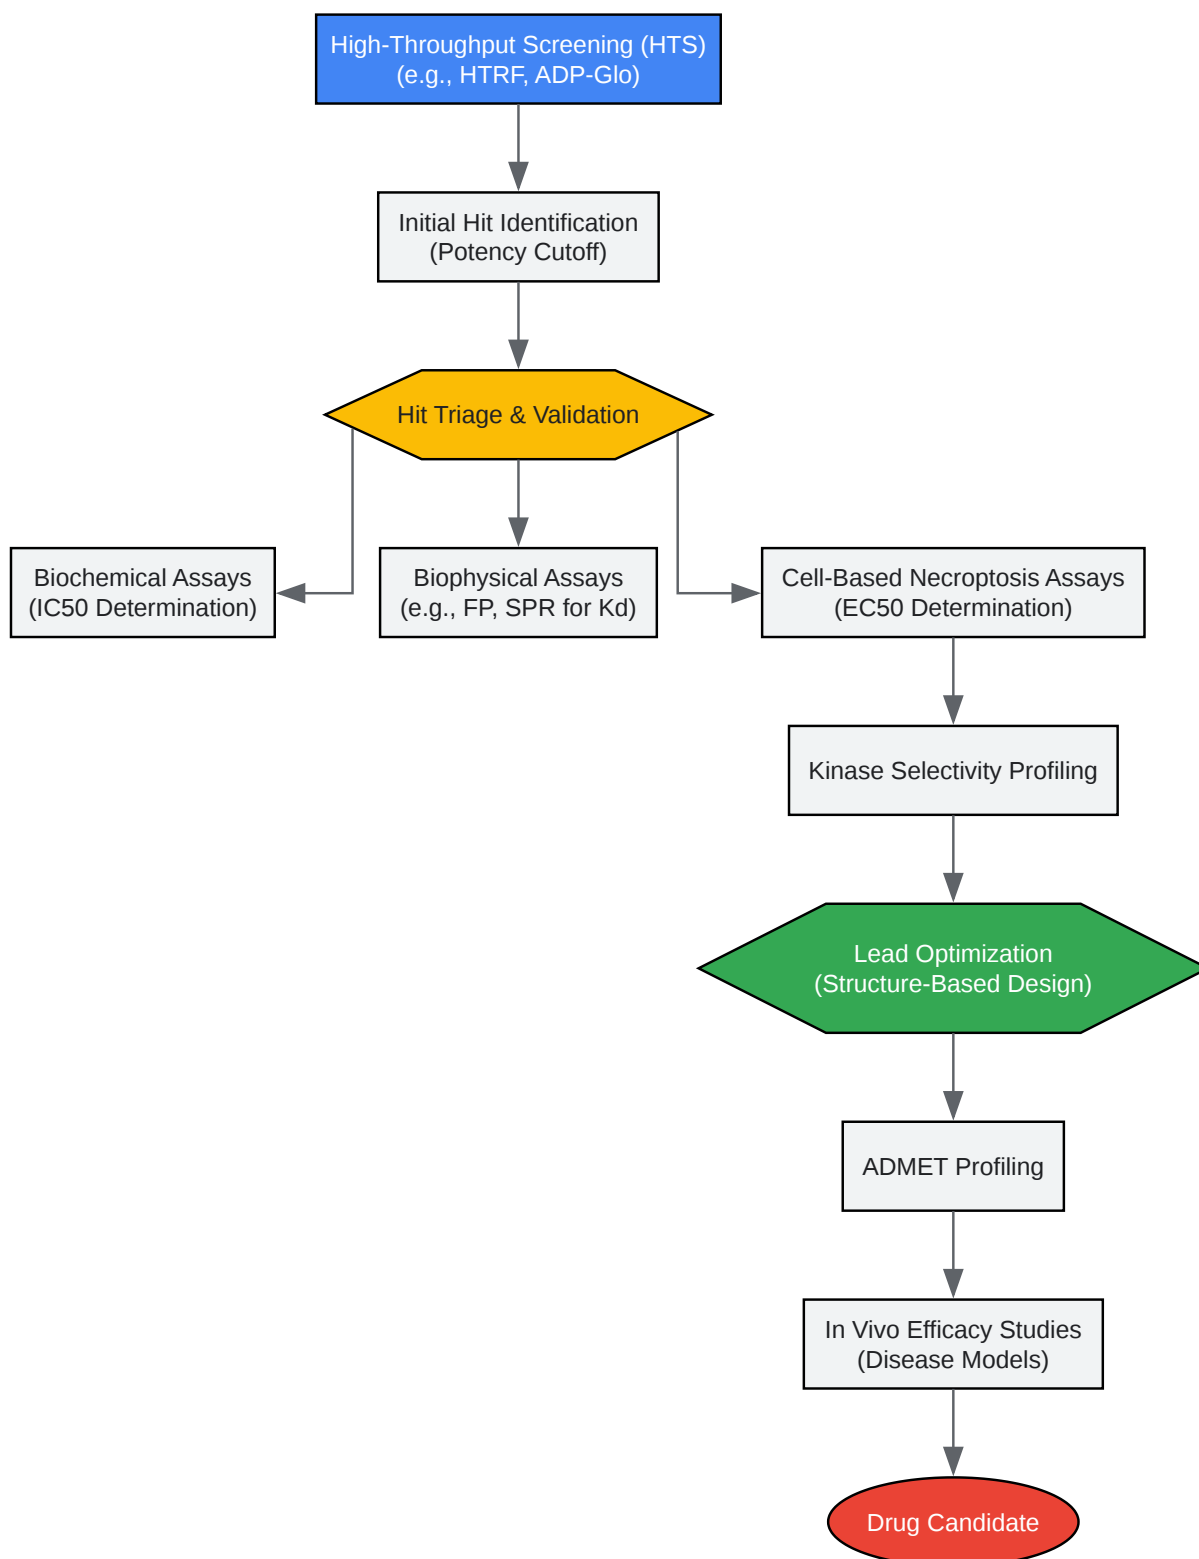 High-Throughput Screening (HTS)
(e.g., HTRF, ADP-Glo)
Initial Hit Identification
(Potency Cutoff)
Hit Triage & Validation
Biochemical Assays
(IC50 Determination)
Biophysical Assays
(e.g., FP, SPR for Kd)
Cell-Based Necroptosis Assays
(EC50 Determination)
Kinase Selectivity Profiling
Lead Optimization
(Structure-Based Design)
ADMET Profiling
In Vivo Efficacy Studies
(Disease Models)
Drug Candidate